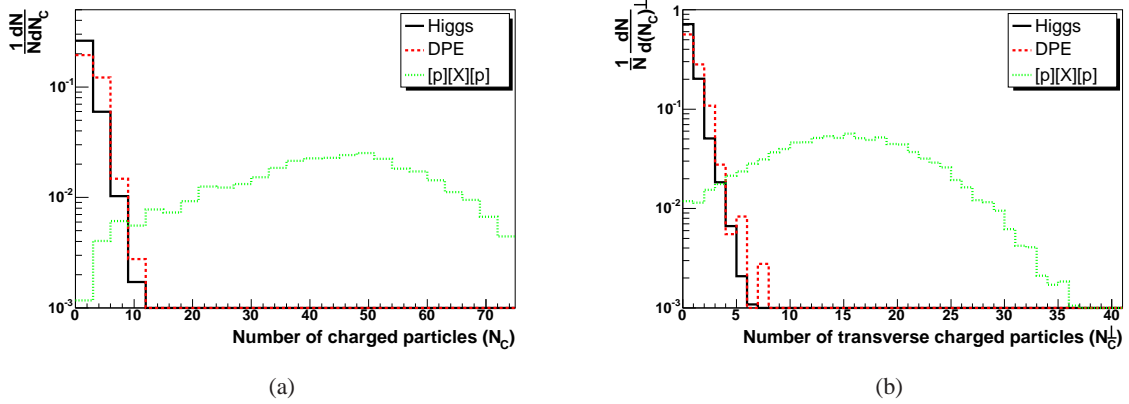 1 dN
N dN_C
Higgs
DPE
[p][X][p]
10^-1
10^-2
10^-3
0 10 20 30 40 50 60 70
Number of charged particles (N_C)
(a)
1 dN
N d(N_C)^⊥
Higgs
DPE
[p][X][p]
1
10^-1
10^-2
10^-3
0 5 10 15 20 25 30 35 40
Number of transverse charged particles (N_C^⊥)
(b)